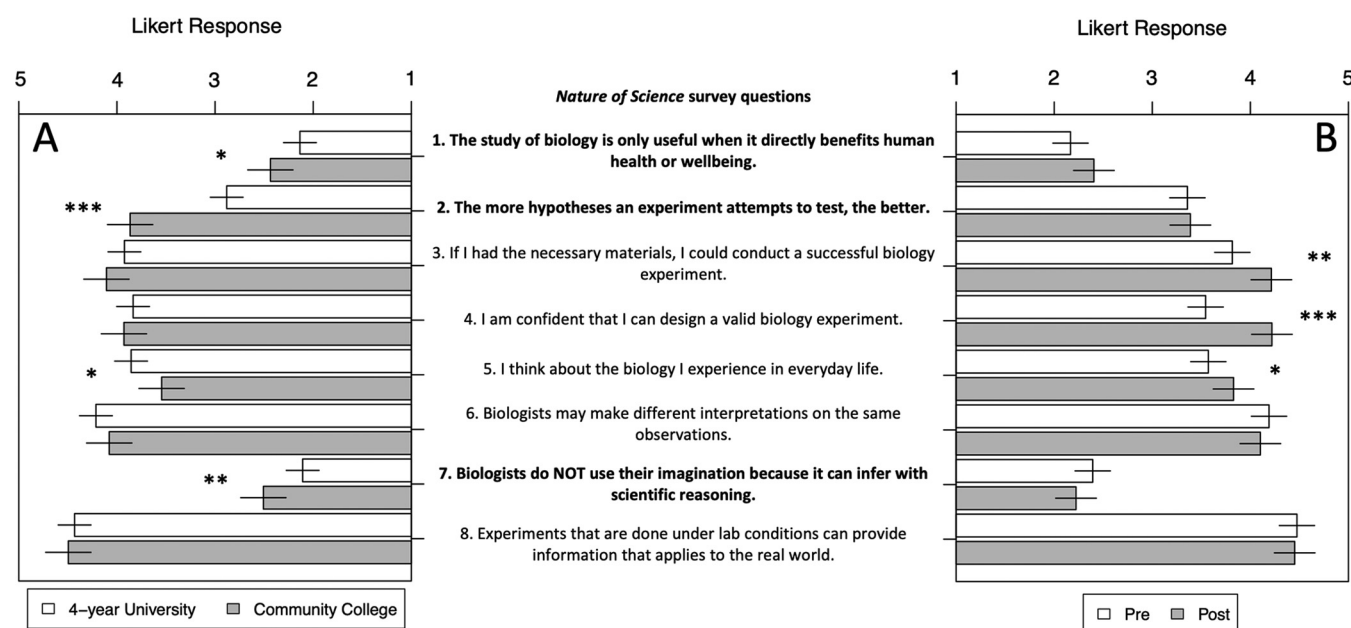 Likert Response
5 4 3 2 1
A
*
***
*
**
4−year University Community College
Nature of Science survey questions
1. The study of biology is only useful when it directly benefits human
health or wellbeing.
2. The more hypotheses an experiment attempts to test, the better.
3. If I had the necessary materials, I could conduct a successful biology
experiment.
4. I am confident that I can design a valid biology experiment.
5. I think about the biology I experience in everyday life.
6. Biologists may make different interpretations on the same
observations.
7. Biologists do NOT use their imagination because it can infer with
scientific reasoning.
8. Experiments that are done under lab conditions can provide
information that applies to the real world.
Likert Response
1 2 3 4 5
B
**
***
*
Pre Post